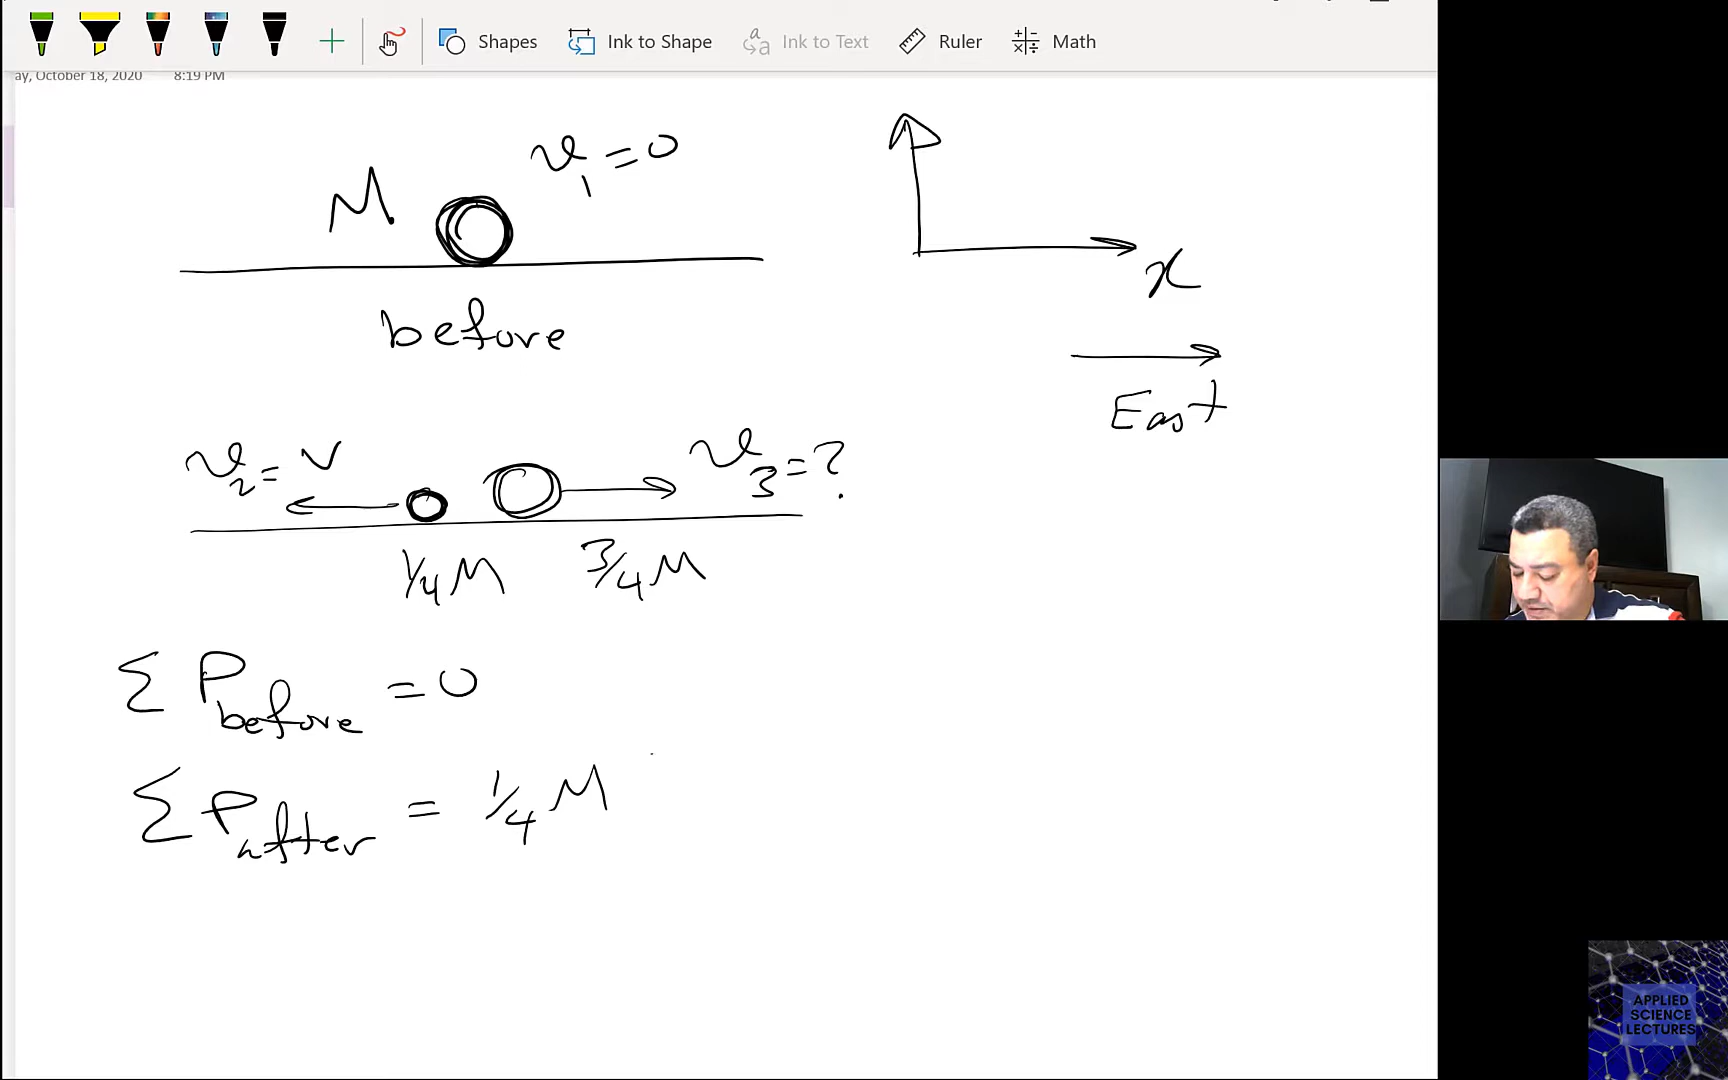 Shapes Ink to Shape Ink to Text Ruler Math
ay, October 18, 2020 8:19 PM
M v₁ = 0
before
x
East
v₂ = v v₃ = ?
1/4 M 3/4 M
Σ P before = 0
Σ P after = 1/4 M
APPLIED
SCIENCE
LECTURES